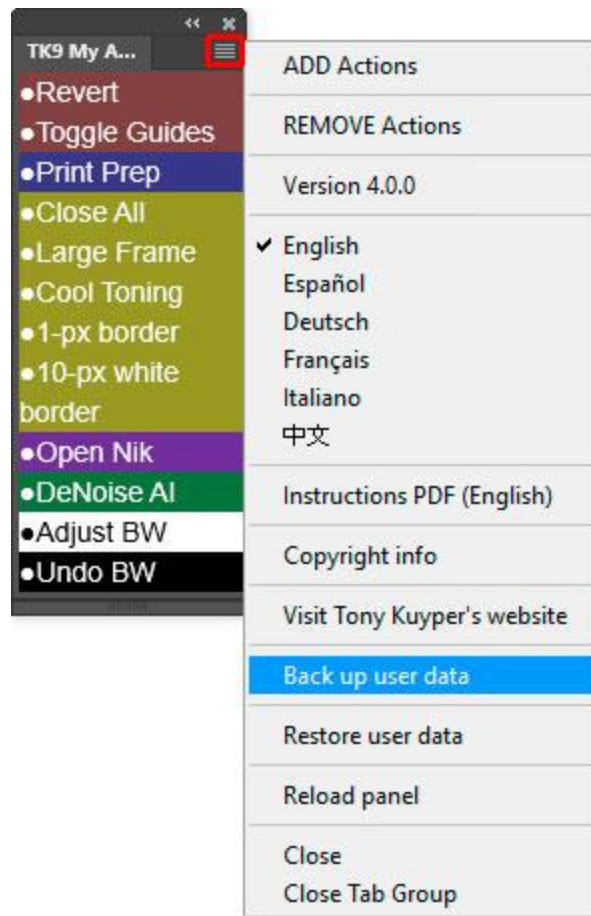 TK9 My A...
●Revert
●Toggle Guides
●Print Prep
●Close All
●Large Frame
●Cool Toning
●1-px border
●10-px white
border
●Open Nik
●DeNoise AI
●Adjust BW
●Undo BW
ADD Actions
REMOVE Actions
Version 4.0.0
✔ English
Español
Deutsch
Français
Italiano
中文
Instructions PDF (English)
Copyright info
Visit Tony Kuyper's website
Back up user data
Restore user data
Reload panel
Close
Close Tab Group